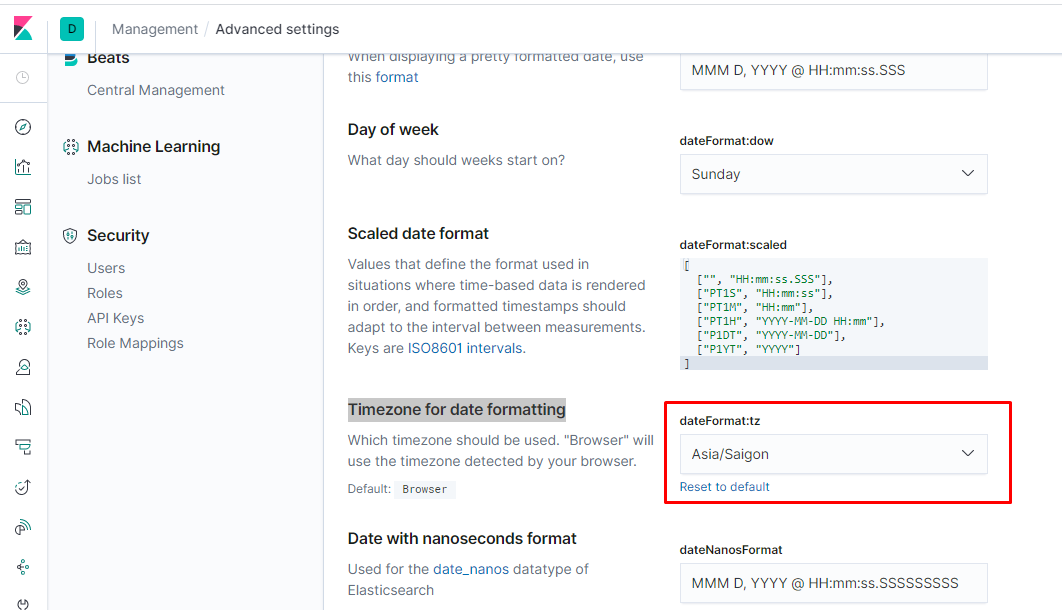 D
Management / Advanced settings
Beats
Central Management
Machine Learning
Jobs list
Security
Users
Roles
API Keys
Role Mappings
When displaying a pretty formatted date, use
this format
MMM D, YYYY @ HH:mm:ss.SSS
Day of week
What day should weeks start on?
dateFormat:dow
Sunday
Scaled date format
Values that define the format used in
situations where time-based data is rendered
in order, and formatted timestamps should
adapt to the interval between measurements.
Keys are ISO8601 intervals.
dateFormat:scaled
[
["", "HH:mm:ss.SSS"],
["PT1S", "HH:mm:ss"],
["PT1M", "HH:mm"],
["PT1H", "YYYY-MM-DD HH:mm"],
["P1DT", "YYYY-MM-DD"],
["P1YT", "YYYY"]
]
Timezone for date formatting
Which timezone should be used. "Browser" will
use the timezone detected by your browser.
Default: Browser
dateFormat:tz
Asia/Saigon
Reset to default
Date with nanoseconds format
Used for the date_nanos datatype of
Elasticsearch
dateNanosFormat
MMM D, YYYY @ HH:mm:ss.SSSSSSSSS